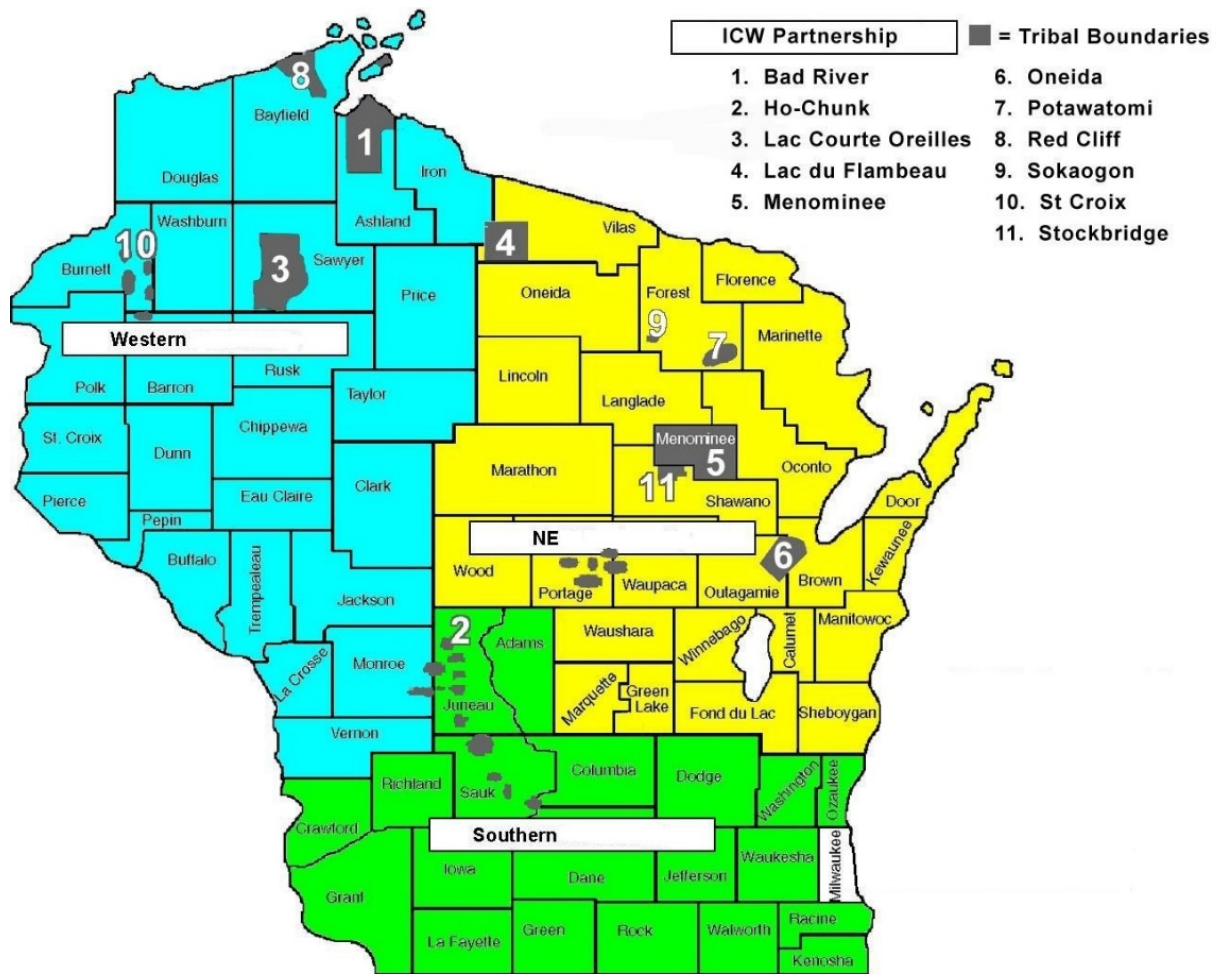 ICW Partnership
= Tribal Boundaries
1. Bad River
2. Ho-Chunk
3. Lac Courte Oreilles
4. Lac du Flambeau
5. Menominee
6. Oneida
7. Potawatomi
8. Red Cliff
9. Sokaogon
10. St Croix
11. Stockbridge
8
Bayfield
1
Douglas
Iron
Ashland
Washburn
Vilas
10
4
Burnett
3
Sawyer
Price
Oneida
Forest
Florence
9
7
Marinette
Western
Polk
Barron
Rusk
Taylor
Lincoln
Langlade
St. Croix
Dunn
Chippewa
Menominee
5
Marathon
11
Oconto
Pierce
Eau Claire
Clark
Shawano
Door
Pepin
NE
Buffalo
Trempealeau
Wood
Portage
Waupaca
Outagamie
6
Brown
Kewaunee
Jackson
2
Adams
Waushara
Winnebago
Calumet
Manitowoc
La Crosse
Monroe
Juneau
Marquette
Green
Lake
Fond du Lac
Sheboygan
Vernon
Richland
Sauk
Columbia
Dodge
Washington
Ozaukee
Crawford
Southern
Grant
Iowa
Dane
Jefferson
Waukesha
Milwaukee
La Fayette
Green
Rock
Walworth
Racine
Kenosha